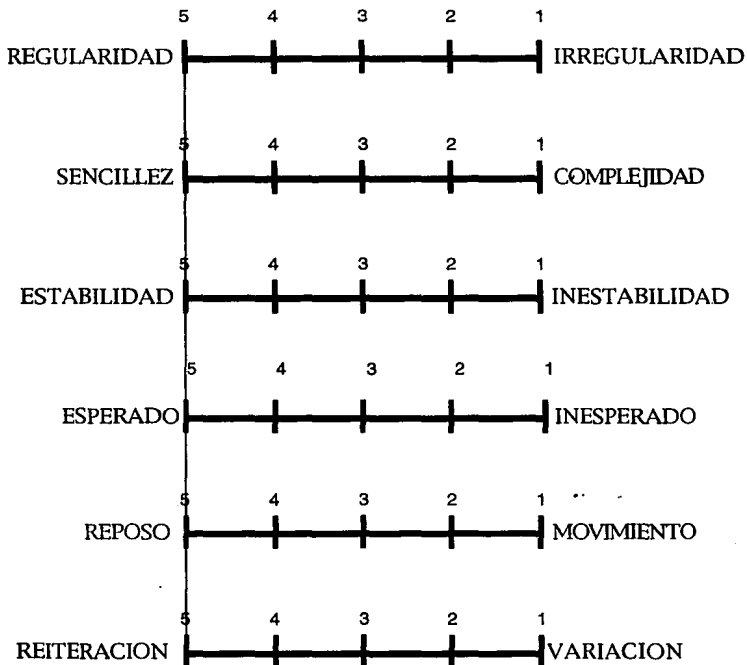 5 4 3 2 1
REGULARIDAD IRREGULARIDAD
5 4 3 2 1
SENCILLEZ COMPLEJIDAD
5 4 3 2 1
ESTABILIDAD INESTABILIDAD
5 4 3 2 1
ESPERADO INESPERADO
5 4 3 2 1
REPOSO MOVIMIENTO
5 4 3 2 1
REITERACION VARIACION